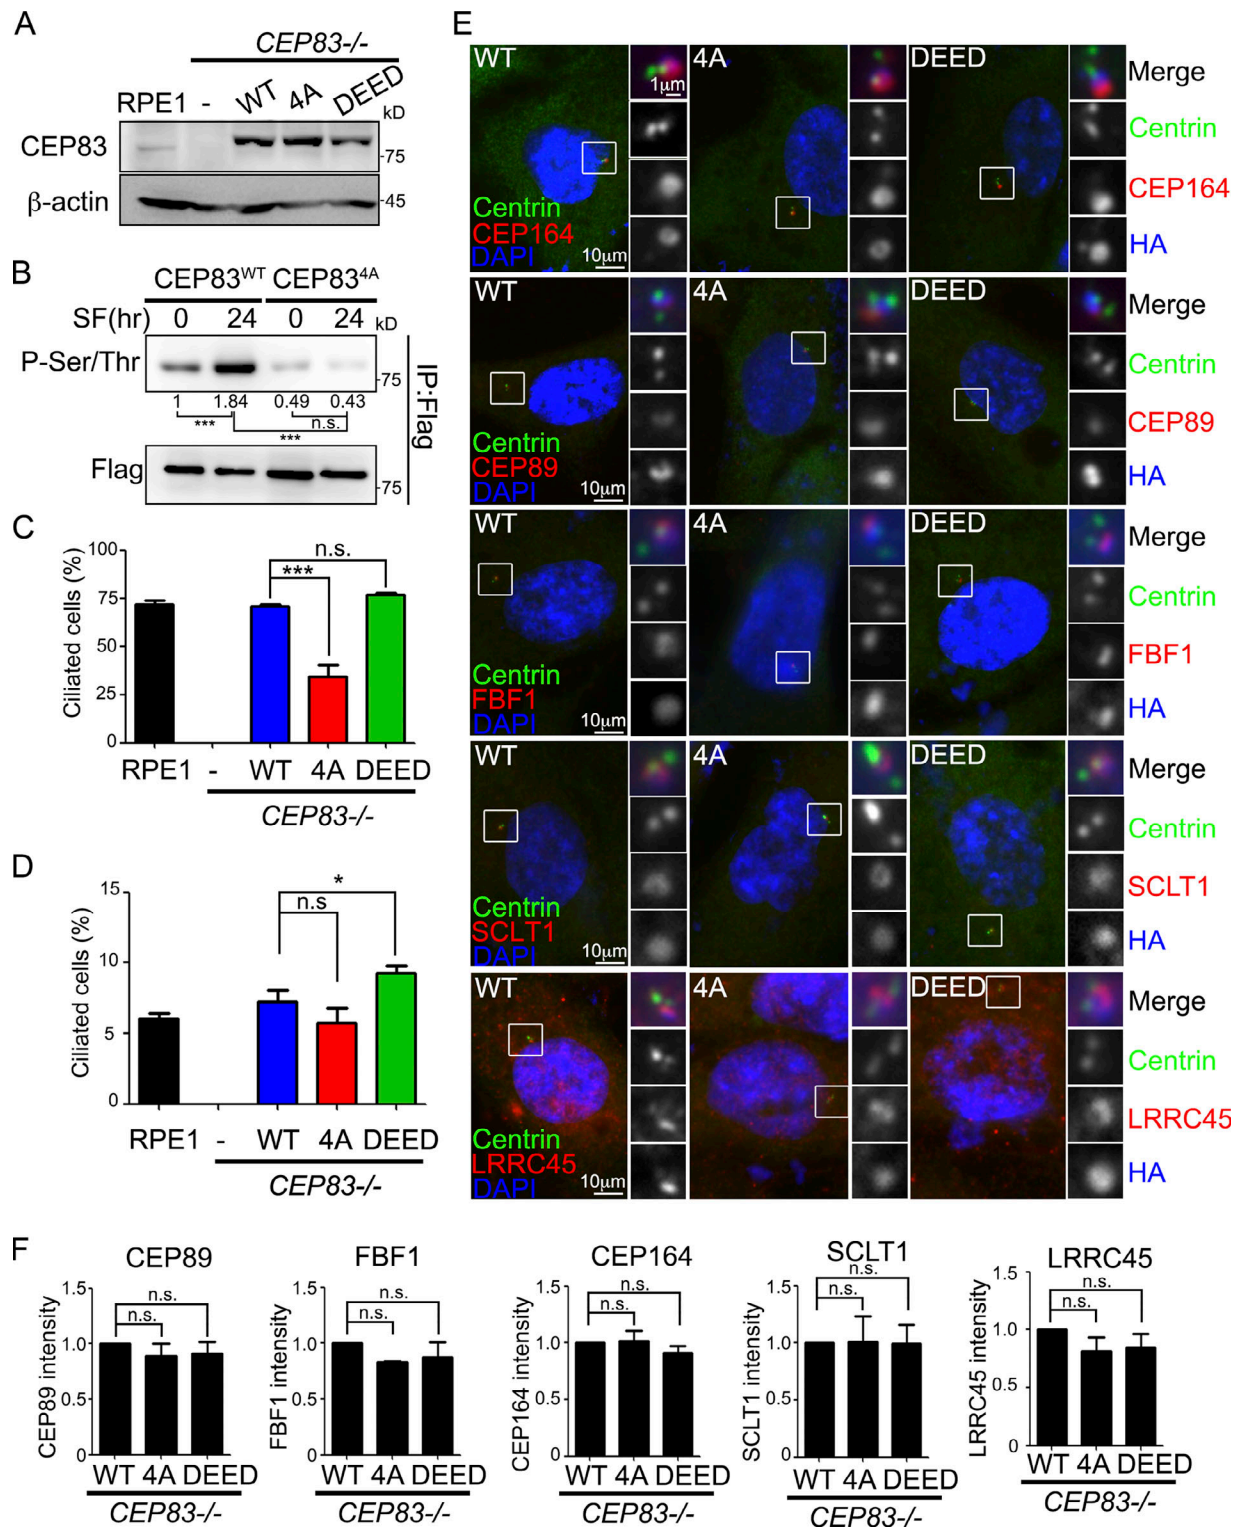 A
CEP83-/-
RPE1 - WT 4A DEED
kD
CEP83
-75
β-actin
-45
B
CEP83WT CEP834A
SF(hr) 0 24 0 24 kD
P-Ser/Thr
-75
1 1.84 0.49 0.43
*** n.s.
***
IP:Flag
Flag
-75
C
Ciliated cells (%)
100
75
50
25
0
n.s.
***
RPE1 - WT 4A DEED
CEP83-/-
D
Ciliated cells (%)
15
10
5
0
*
n.s
RPE1 - WT 4A DEED
CEP83-/-
E
WT 4A DEED
1μm
Merge
Centrin
CEP164
HA
Centrin
CEP164
DAPI
10μm
WT 4A DEED
Merge
Centrin
CEP89
HA
Centrin
CEP89
DAPI
10μm
WT 4A DEED
Merge
Centrin
FBF1
HA
Centrin
FBF1
DAPI
10μm
WT 4A DEED
Merge
Centrin
SCLT1
HA
Centrin
SCLT1
DAPI
10μm
WT 4A DEED
Merge
Centrin
LRRC45
HA
Centrin
LRRC45
DAPI
10μm
F
CEP89
CEP89 intensity
1.5
1.0
0.5
0
n.s.
n.s.
WT 4A DEED
CEP83-/-
FBF1
FBF1 intensity
1.5
1.0
0.5
0
n.s.
n.s.
WT 4A DEED
CEP83-/-
CEP164
CEP164 intensity
1.5
1.0
0.5
0
n.s.
n.s.
WT 4A DEED
CEP83-/-
SCLT1
SCLT1 intensity
1.5
1.0
0.5
0
n.s.
n.s.
WT 4A DEED
CEP83-/-
LRRC45
LRRC45 intensity
1.5
1.0
0.5
0
n.s.
n.s.
WT 4A DEED
CEP83-/-